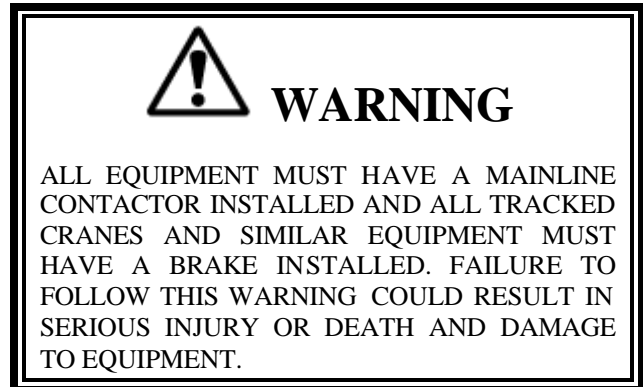 WARNING
ALL EQUIPMENT MUST HAVE A MAINLINE
CONTACTOR INSTALLED AND ALL TRACKED
CRANES AND SIMILAR EQUIPMENT MUST
HAVE A BRAKE INSTALLED. FAILURE TO
FOLLOW THIS WARNING COULD RESULT IN
SERIOUS INJURY OR DEATH AND DAMAGE
TO EQUIPMENT.